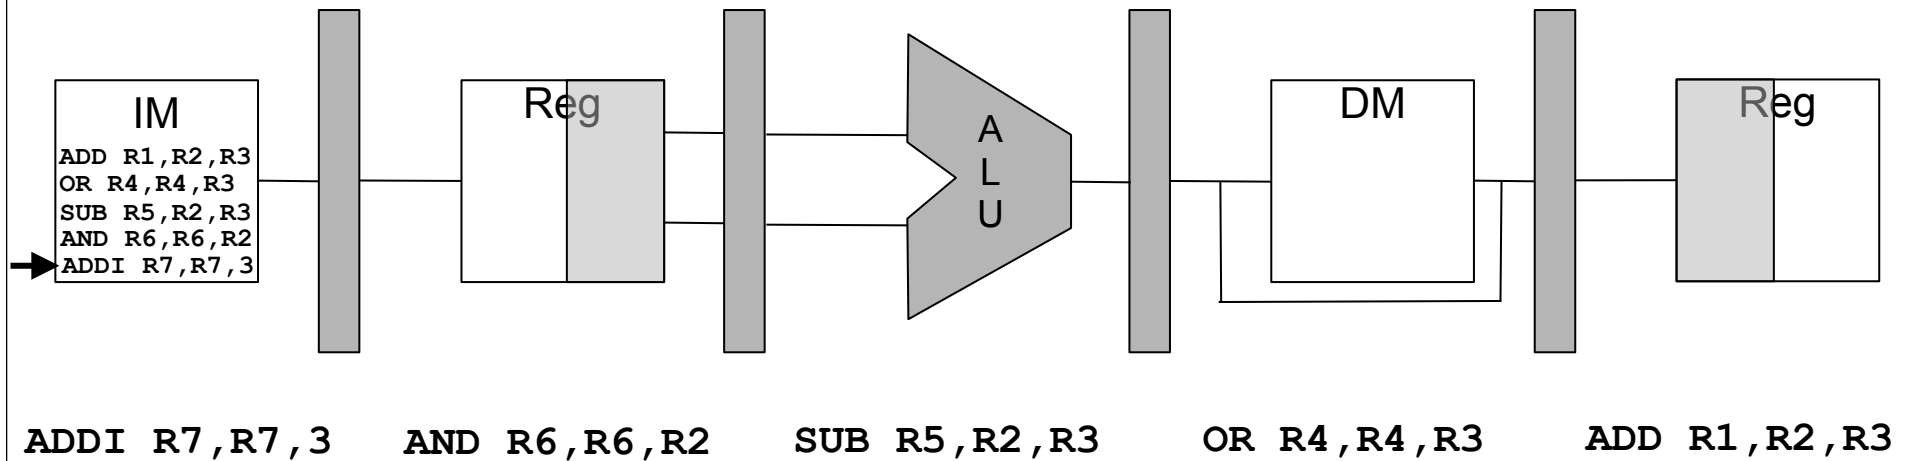 IM
ADD R1,R2,R3
OR R4,R4,R3
SUB R5,R2,R3
AND R6,R6,R2
ADDI R7,R7,3
Reg
A
L
U
DM
Reg
ADDI R7,R7,3
AND R6,R6,R2
SUB R5,R2,R3
OR R4,R4,R3
ADD R1,R2,R3